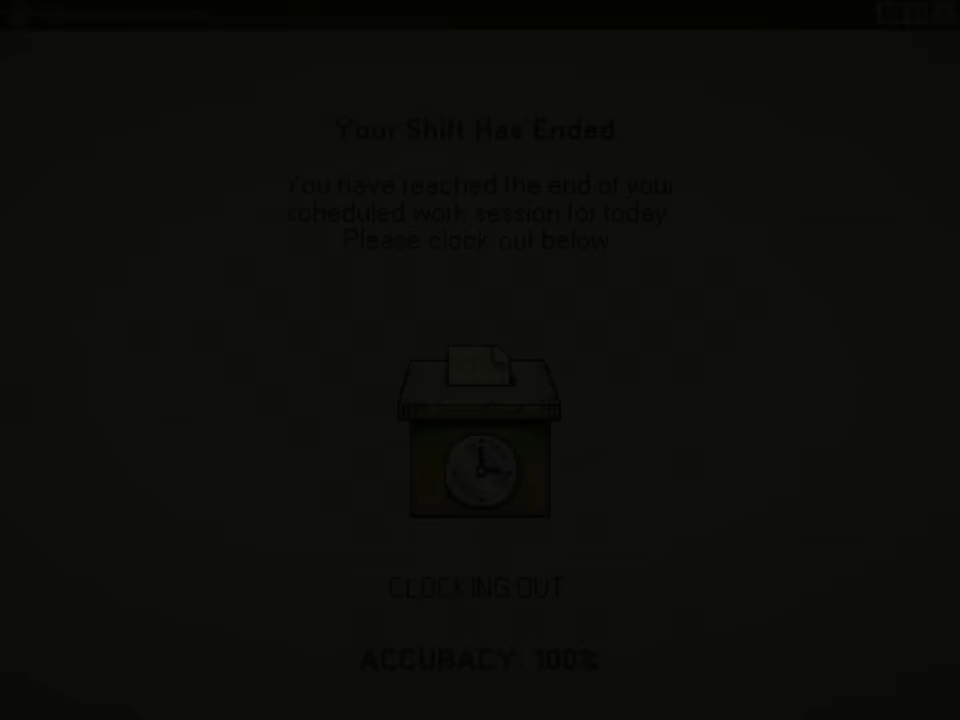 Your Shift Has Ended
You have reached the end of your
scheduled work session for today
Please clock out below
CLOCKING OUT
ACCURACY: 100%